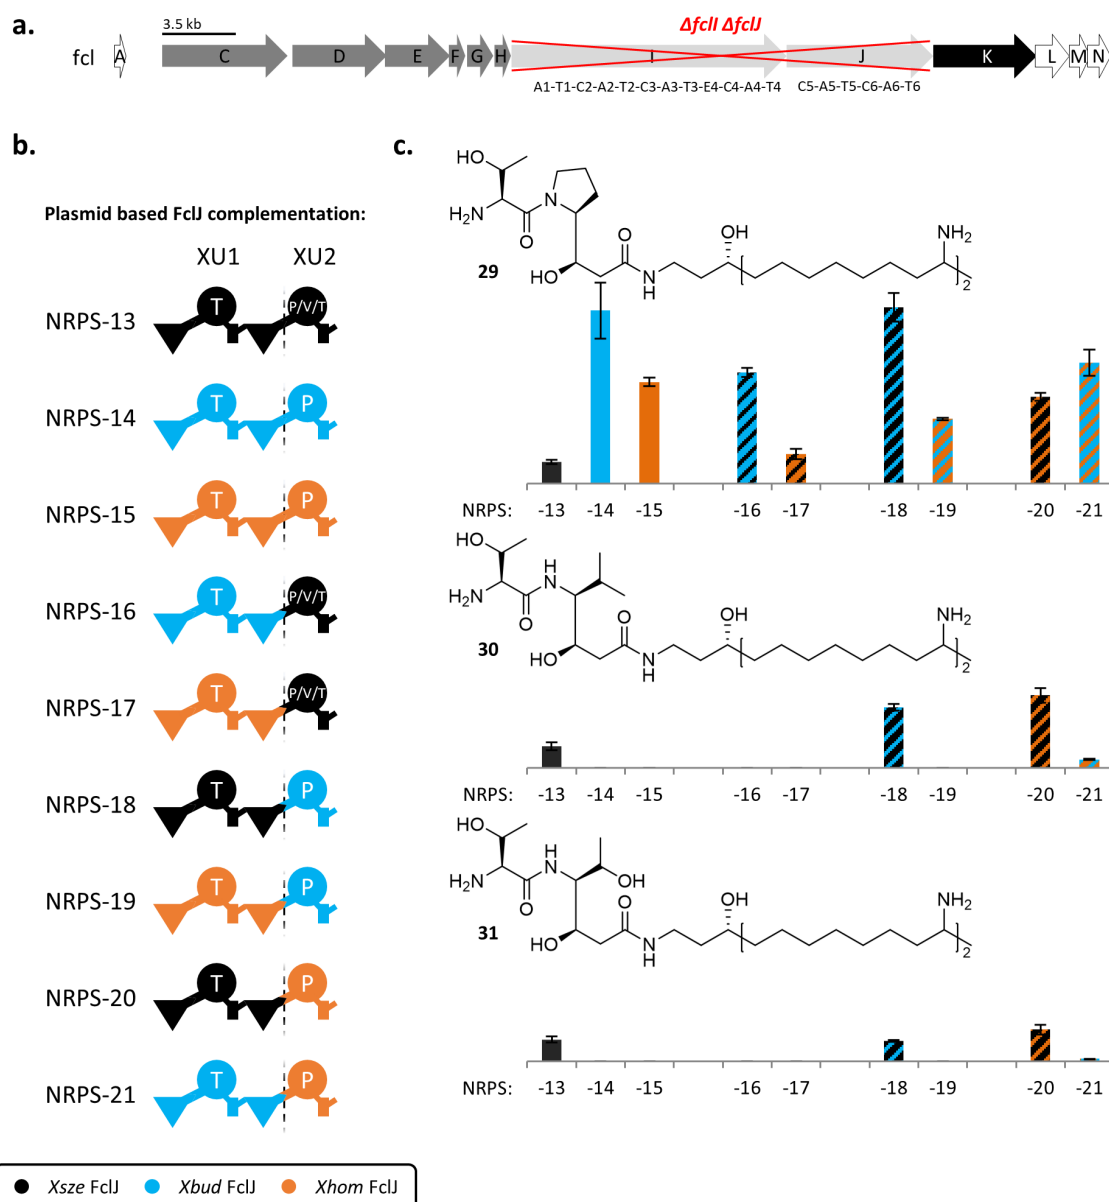 a.
3.5 kb
ΔfclI ΔfclJ
fcl A C D E F G H I J K L M N
A1-T1-C2-A2-T2-C3-A3-T3-E4-C4-A4-T4 C5-A5-T5-C6-A6-T6
b.
Plasmid based FclJ complementation:
XU1 XU2
NRPS-13 T P/V/T
NRPS-14 T P
NRPS-15 T P
NRPS-16 T P/V/T
NRPS-17 T P/V/T
NRPS-18 T P
NRPS-19 T P
NRPS-20 T P
NRPS-21 T P
Xsze FclJ Xbud FclJ Xhom FclJ
c.
HO
H2N
N
O
O
OH
NH2
29
HO
N
H
2
NRPS: -13 -14 -15 -16 -17 -18 -19 -20 -21
HO
H
N
H2N
O
O
OH
NH2
30
HO
N
H
2
NRPS: -13 -14 -15 -16 -17 -18 -19 -20 -21
HO
H
N
H2N
OH
O
O
OH
NH2
31
HO
N
H
2
NRPS: -13 -14 -15 -16 -17 -18 -19 -20 -21